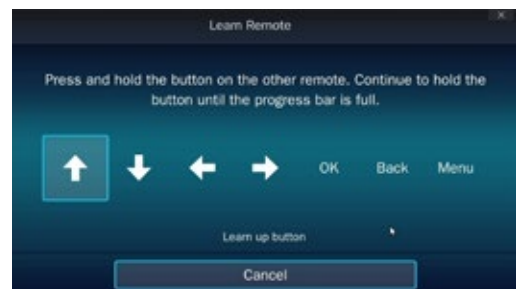 Learn Remote
Press and hold the button on the other remote. Continue to hold the
button until the progress bar is full.
OK Back Menu
Learn up button
Cancel